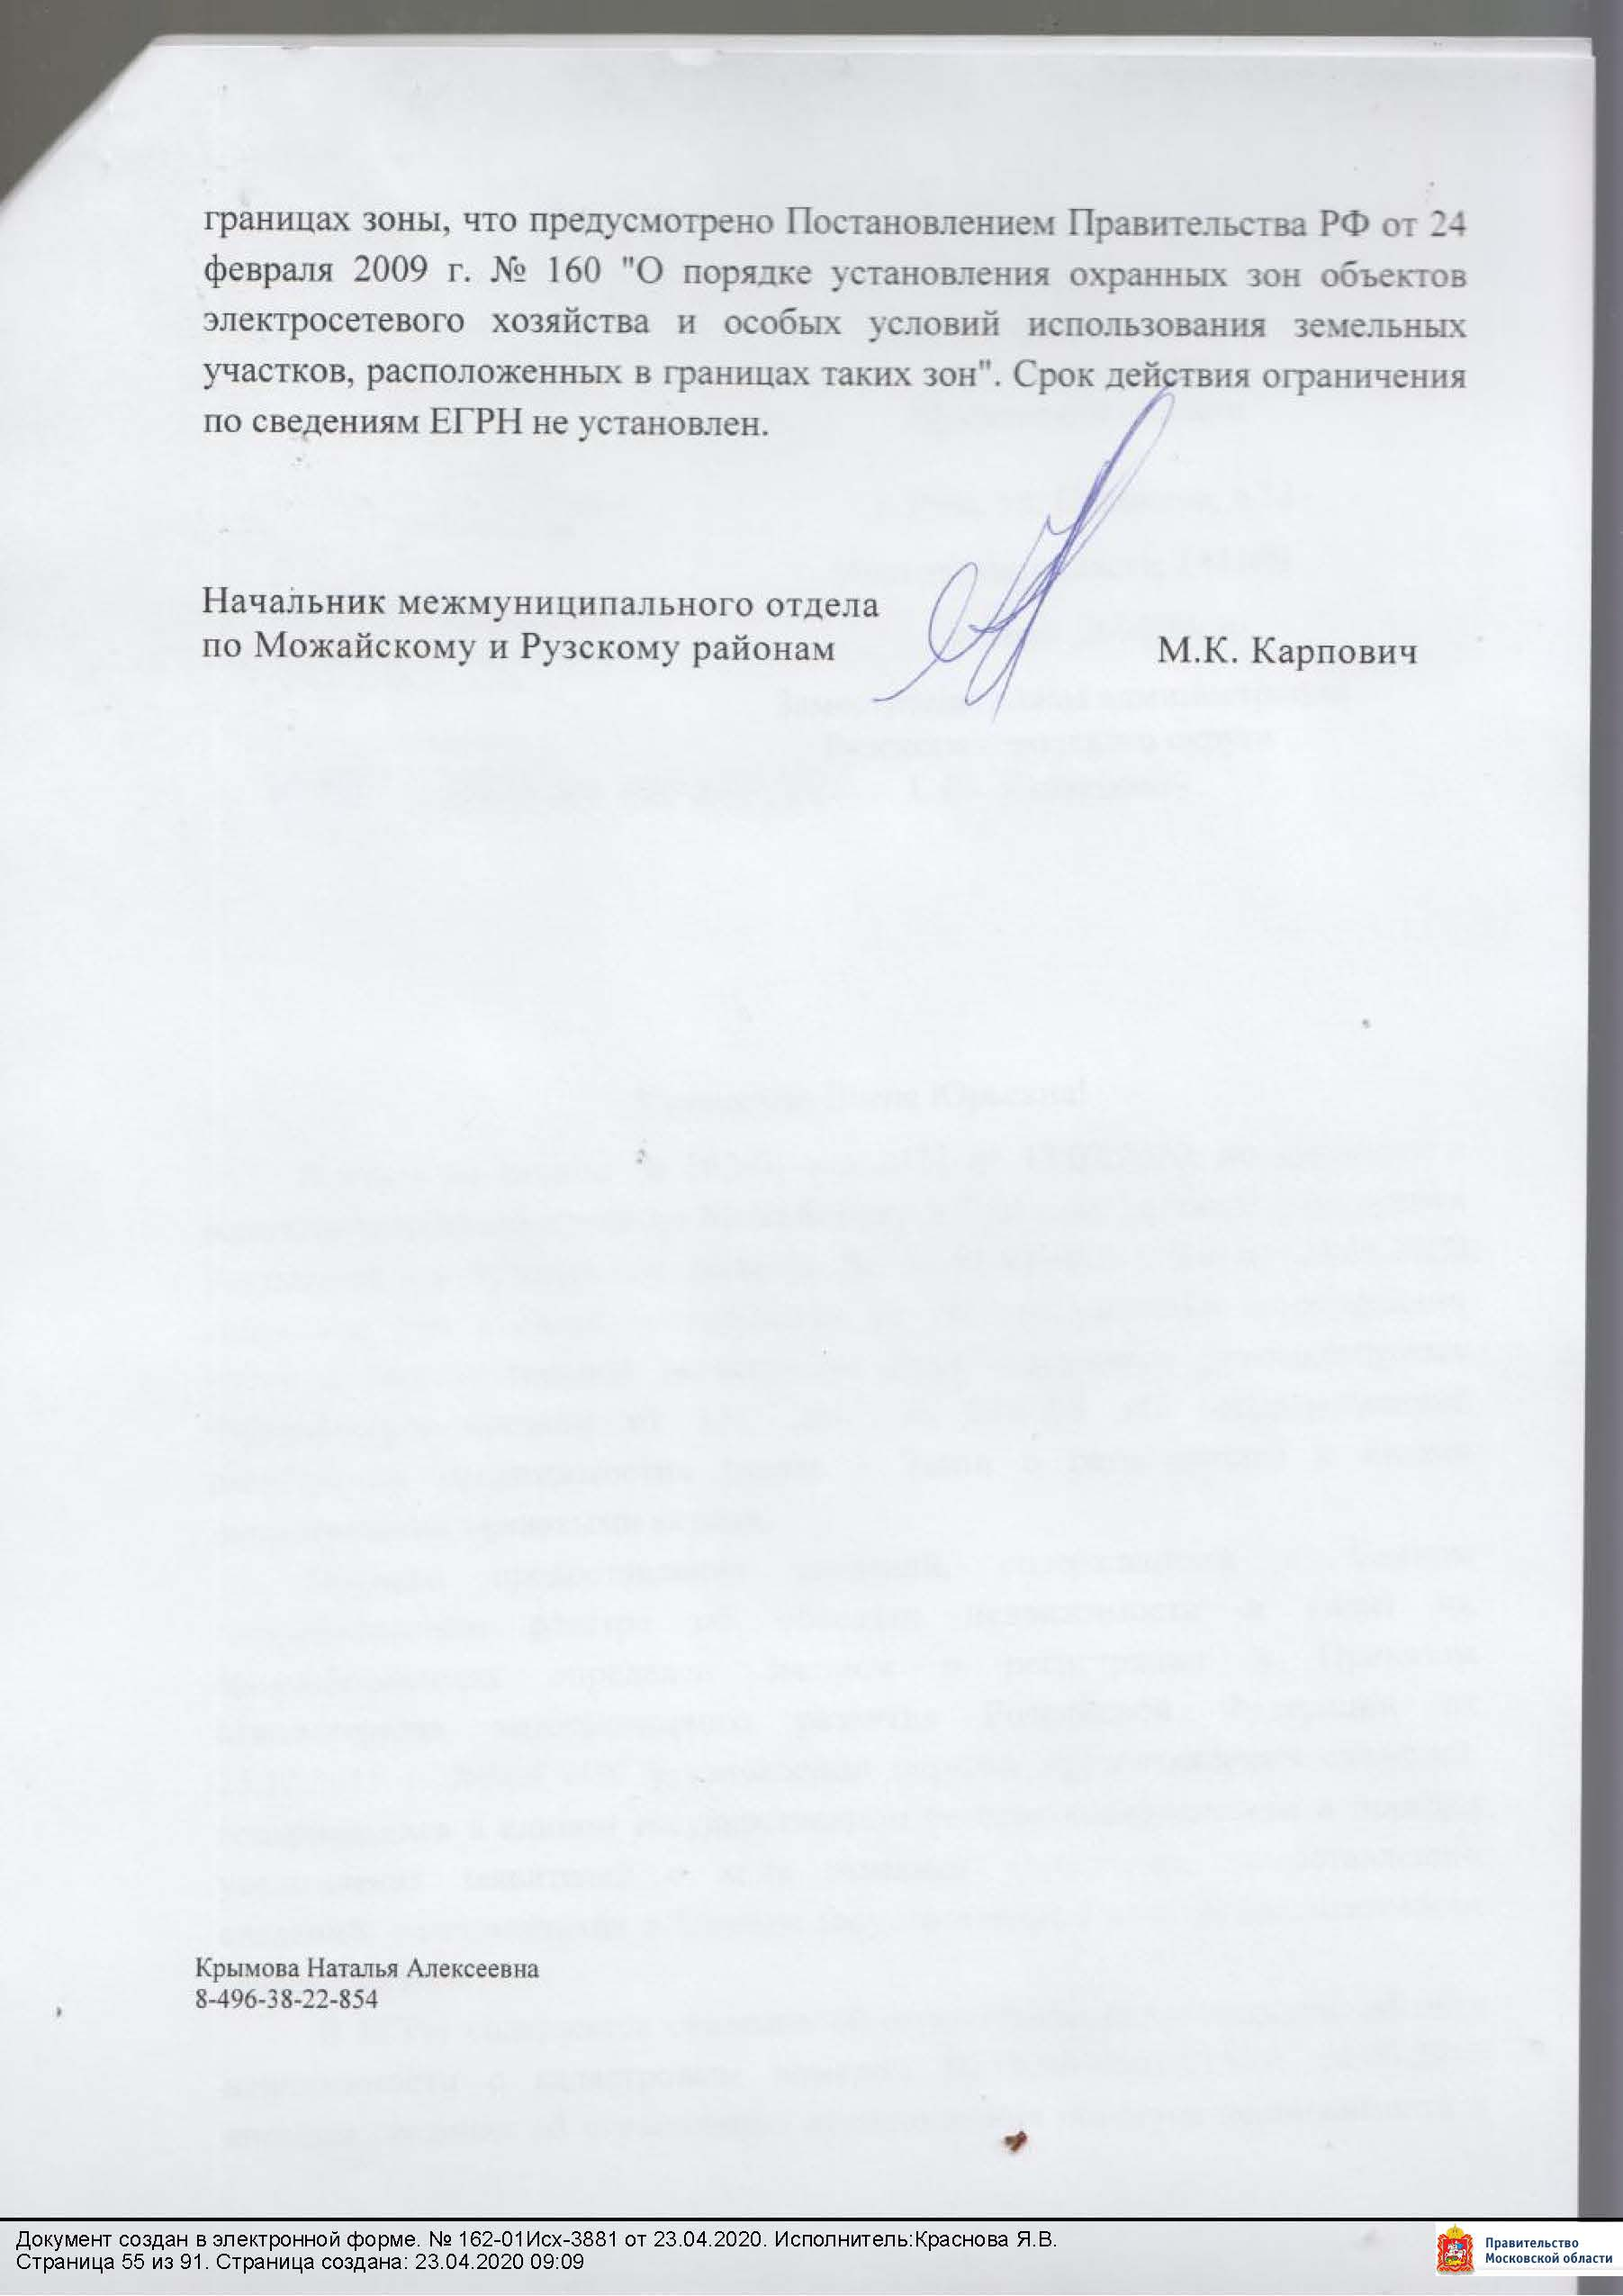 границах зоны, что предусмотрено Постановлением Правительства РФ от 24
февраля 2009 г. № 160 "О порядке установления охранных зон объектов
электросетевого хозяйства и особых условий использования земельных
участков, расположенных в границах таких зон". Срок действия ограничения
по сведениям ЕГРН не установлен.
Начальник межмуниципального отдела
по Можайскому и Рузскому районам
М.К. Карпович
Крымова Наталья Алексеевна
8-496-38-22-854
Документ создан в электронной форме. № 162-01Исх-3881 от 23.04.2020. Исполнитель:Краснова Я.В.
Страница 55 из 91. Страница создана: 23.04.2020 09:09
Правительство
Московской области